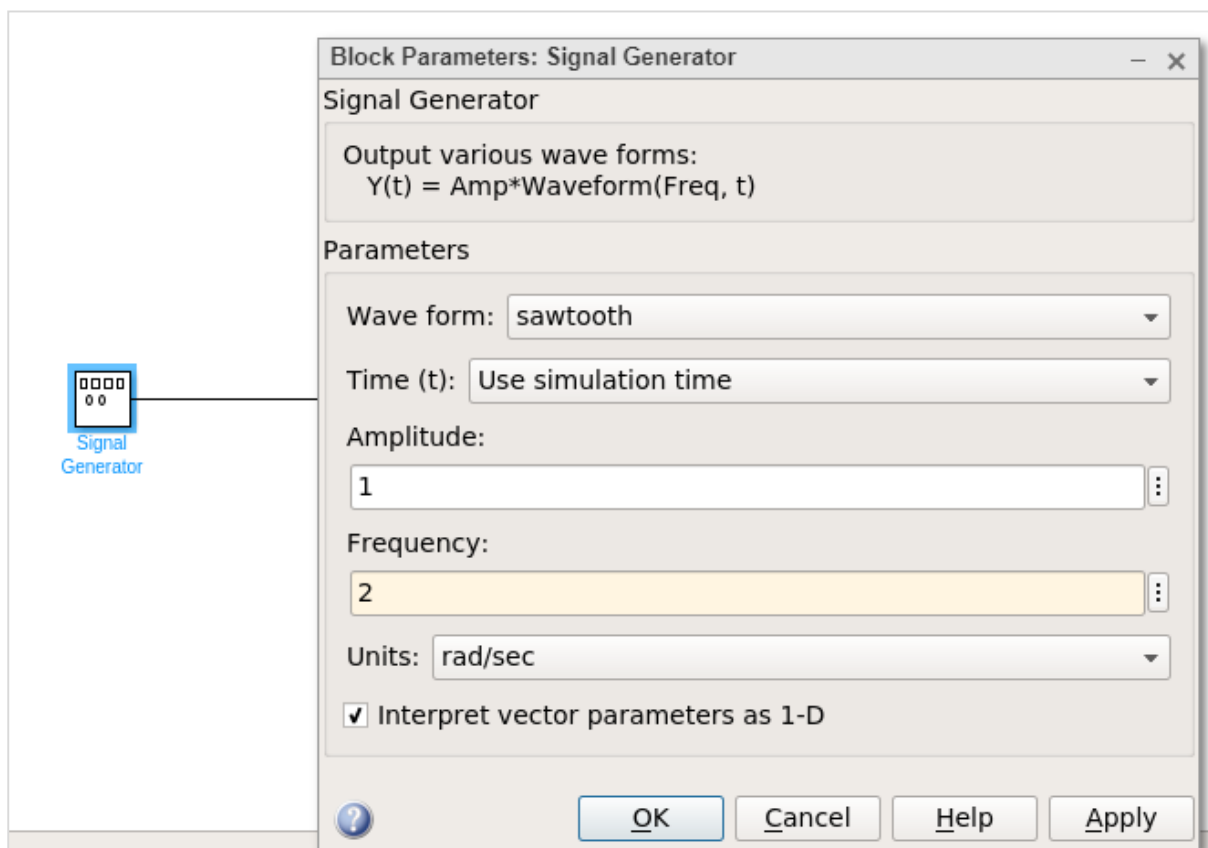 Block Parameters: Signal Generator
Signal Generator
Output various wave forms:
Y(t) = Amp*Waveform(Freq, t)
Parameters
Wave form: sawtooth
Time (t): Use simulation time
Amplitude:
1
Frequency:
2
Units: rad/sec
Interpret vector parameters as 1-D
OK Cancel Help Apply
Signal
Generator